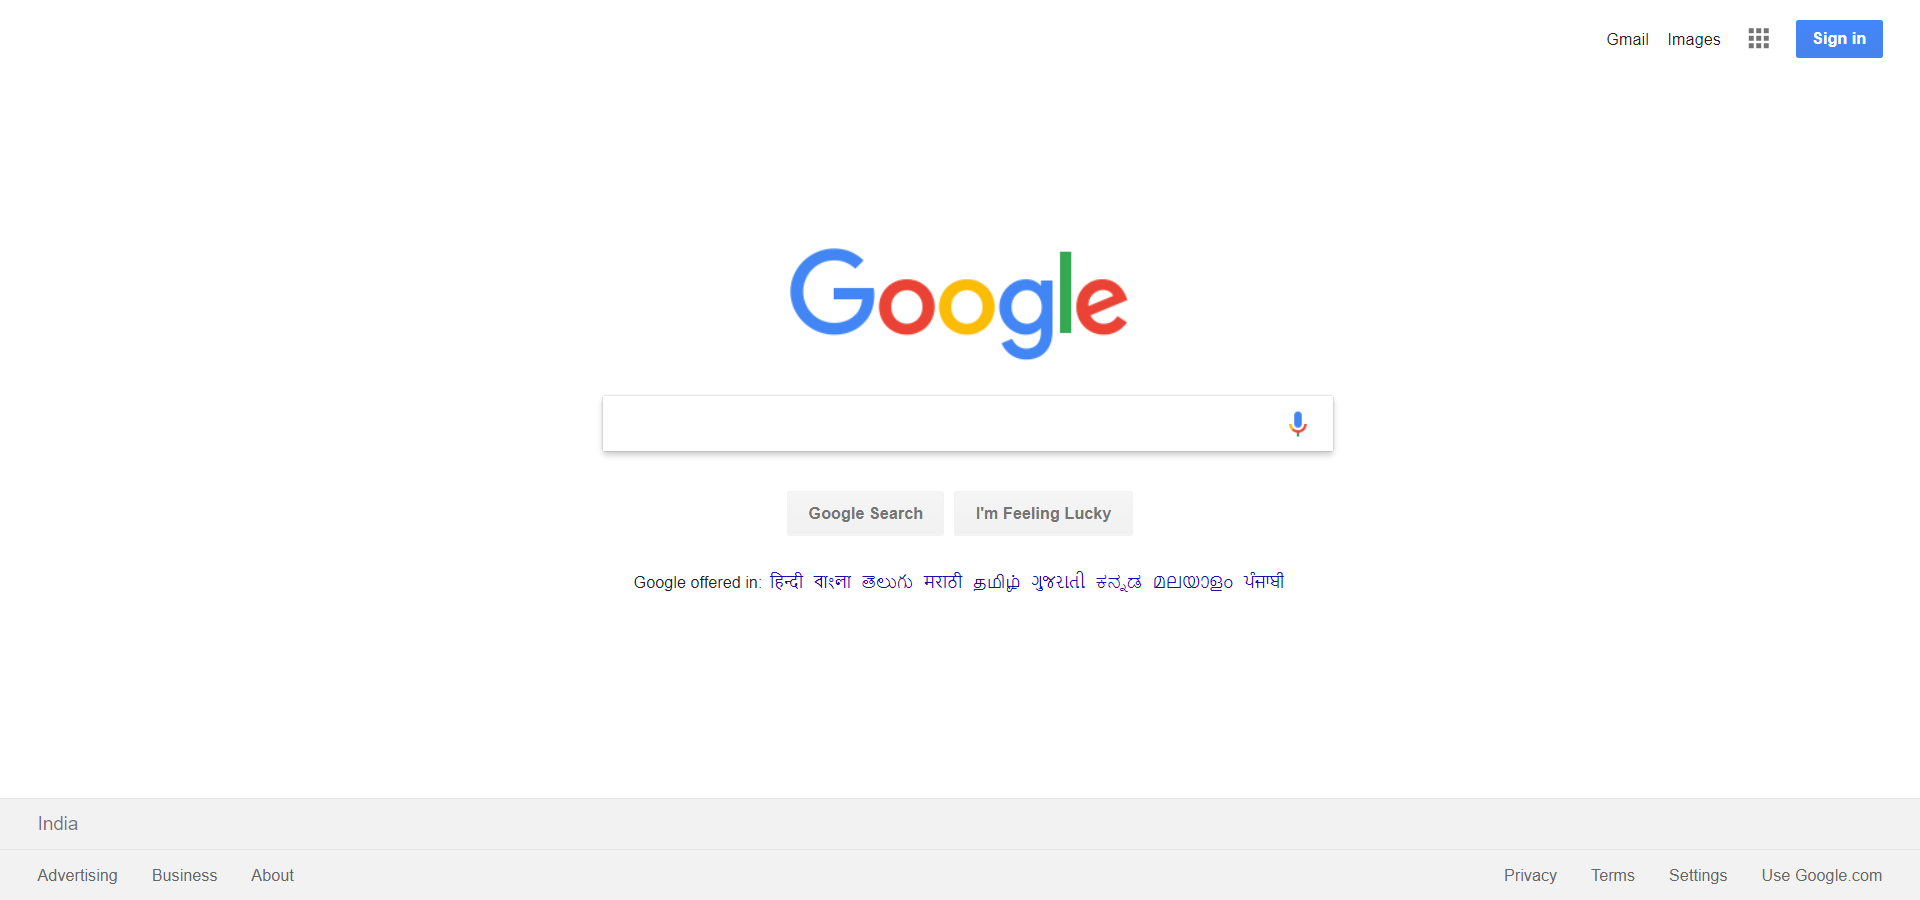 Gmail Images Sign in
Google
Google Search I'm Feeling Lucky
Google offered in: हिन्दी বাংলা తెలుగు मराठी தமிழ் ગુજરાતી ಕನ್ನಡ മലയാളം ਪੰਜਾਬੀ
India
Advertising Business About Privacy Terms Settings Use Google.com